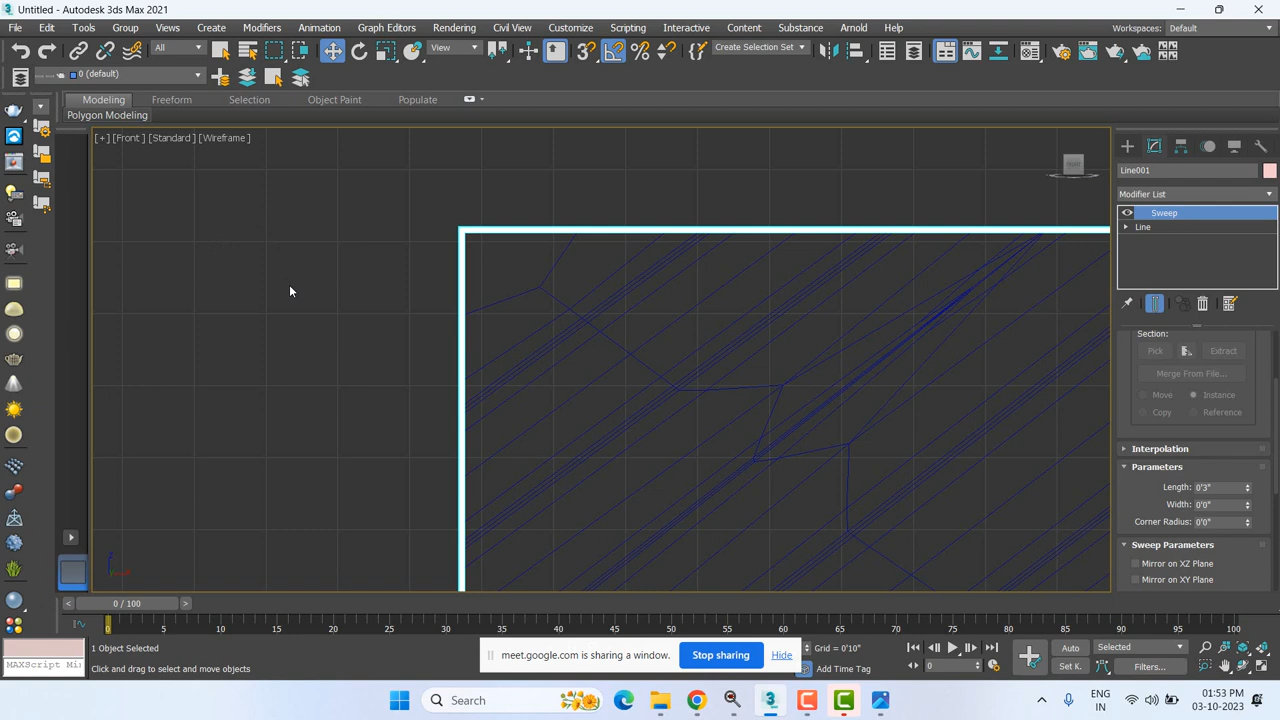 Untitled - Autodesk 3ds Max 2021
File Edit Tools Group Views Create Modifiers Animation Graph Editors Rendering Civil View Customize Scripting Interactive Content Substance Arnold Help Workspaces: Default
All View Create Selection Set
0 (default)
Modeling Freeform Selection Object Paint Populate
Polygon Modeling
[+] [Front ] [Standard ] [Wireframe ]
Line001
Modifier List
Sweep
Line
Section:
Pick Extract
Merge From File...
Move Instance
Copy Reference
Interpolation
Parameters
Length: 0'3"
Width: 0'0"
Corner Radius: 0'0"
Sweep Parameters
Mirror on XZ Plane
Mirror on XY Plane
< 0 / 100 >
0 5 10 15 20 25 30 35 40 45 50 55 60 65 70 75 80 85 90 95 100
1 Object Selected
meet.google.com is sharing a window. Stop sharing Hide
Grid = 0'10"
Auto Selected
MAXScript Mi
Click and drag to select and move objects
Add Time Tag
0
Set K. Filters...
Search
ENG
IN
01:53 PM
03-10-2023